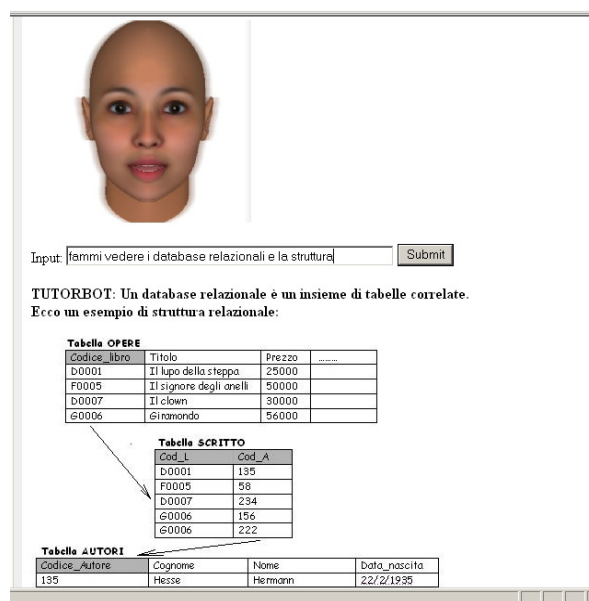 Input: fammi vedere i database relazionali e la struttura Submit
TUTORBOT: Un database relazionale è un insieme di tabelle correlate.
Ecco un esempio di struttura relazionale:
Tabella OPERE
Codice_libro Titolo Prezzo ........
D0001 Il lupo della steppa 25000
F0005 Il signore degli anelli 50000
D0007 Il clown 30000
G0006 Giramondo 56000
Tabella SCRITTO
Cod_L Cod_A
D0001 135
F0005 58
D0007 234
G0006 156
G0006 222
Tabella AUTORI
Codice_Autore Cognome Nome Data_nascita
135 Hesse Hermann 22/2/1935